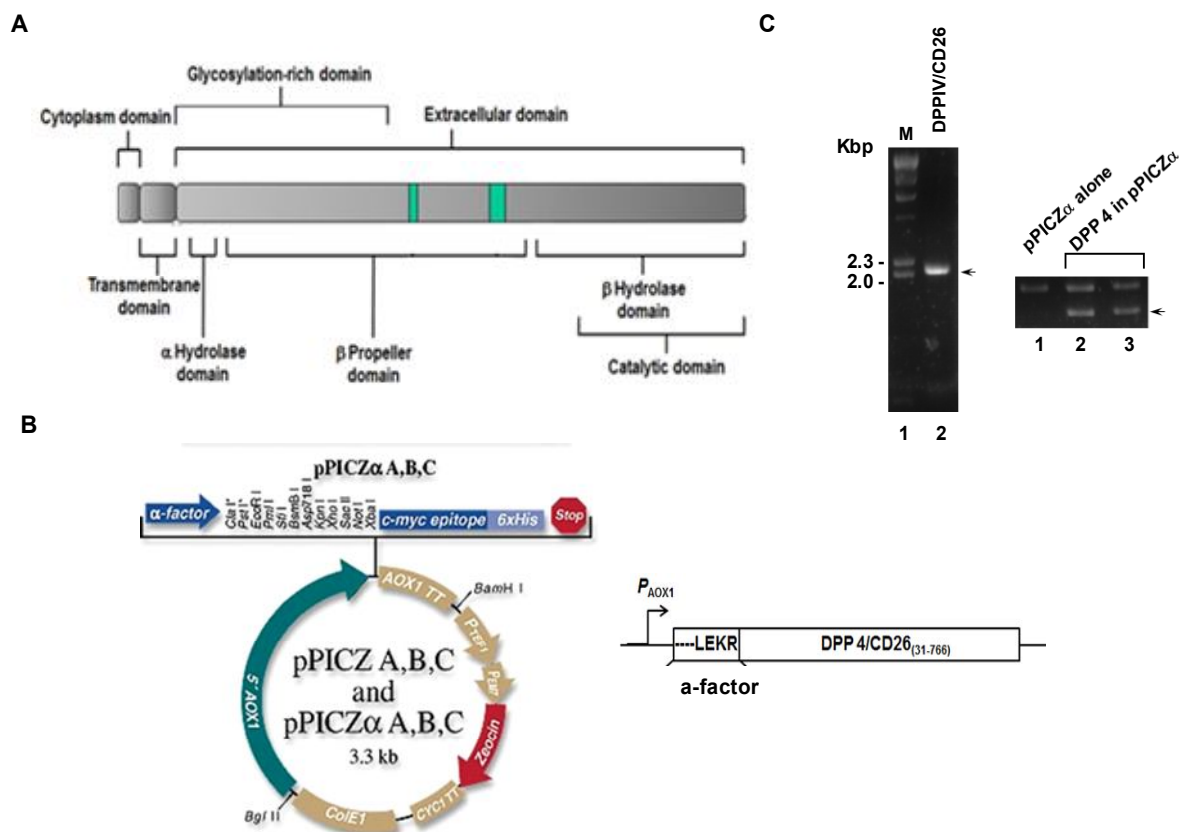 A
Glycosylation-rich domain
Cytoplasm domain
Extracellular domain
Transmembrane
domain
α Hydrolase
domain
β Propeller
domain
β Hydrolase
domain
Catalytic domain
B
pPICZα A,B,C
α-factor
Cla I*
Pst I*
EcoR I
Pml I
Sfi I
BsmB I
Asp718 I
Kpn I
Xho I
Sac II
Not I
Xba I
c-myc epitope
6xHis
Stop
AOX1 TT
BamH I
PTEF1
PEM7
Zeocin
CYC1 TT
ColE1
Bgl II
5' AOX1
pPICZ A,B,C
and
pPICZα A,B,C
3.3 kb
PAOX1
----LEKR
DPP 4/CD26(31-766)
a-factor
C
DPPIV/CD26
M
Kbp
2.3 -
2.0 -
1 2
pPICZα alone
DPP 4 in pPICZα
1 2 3